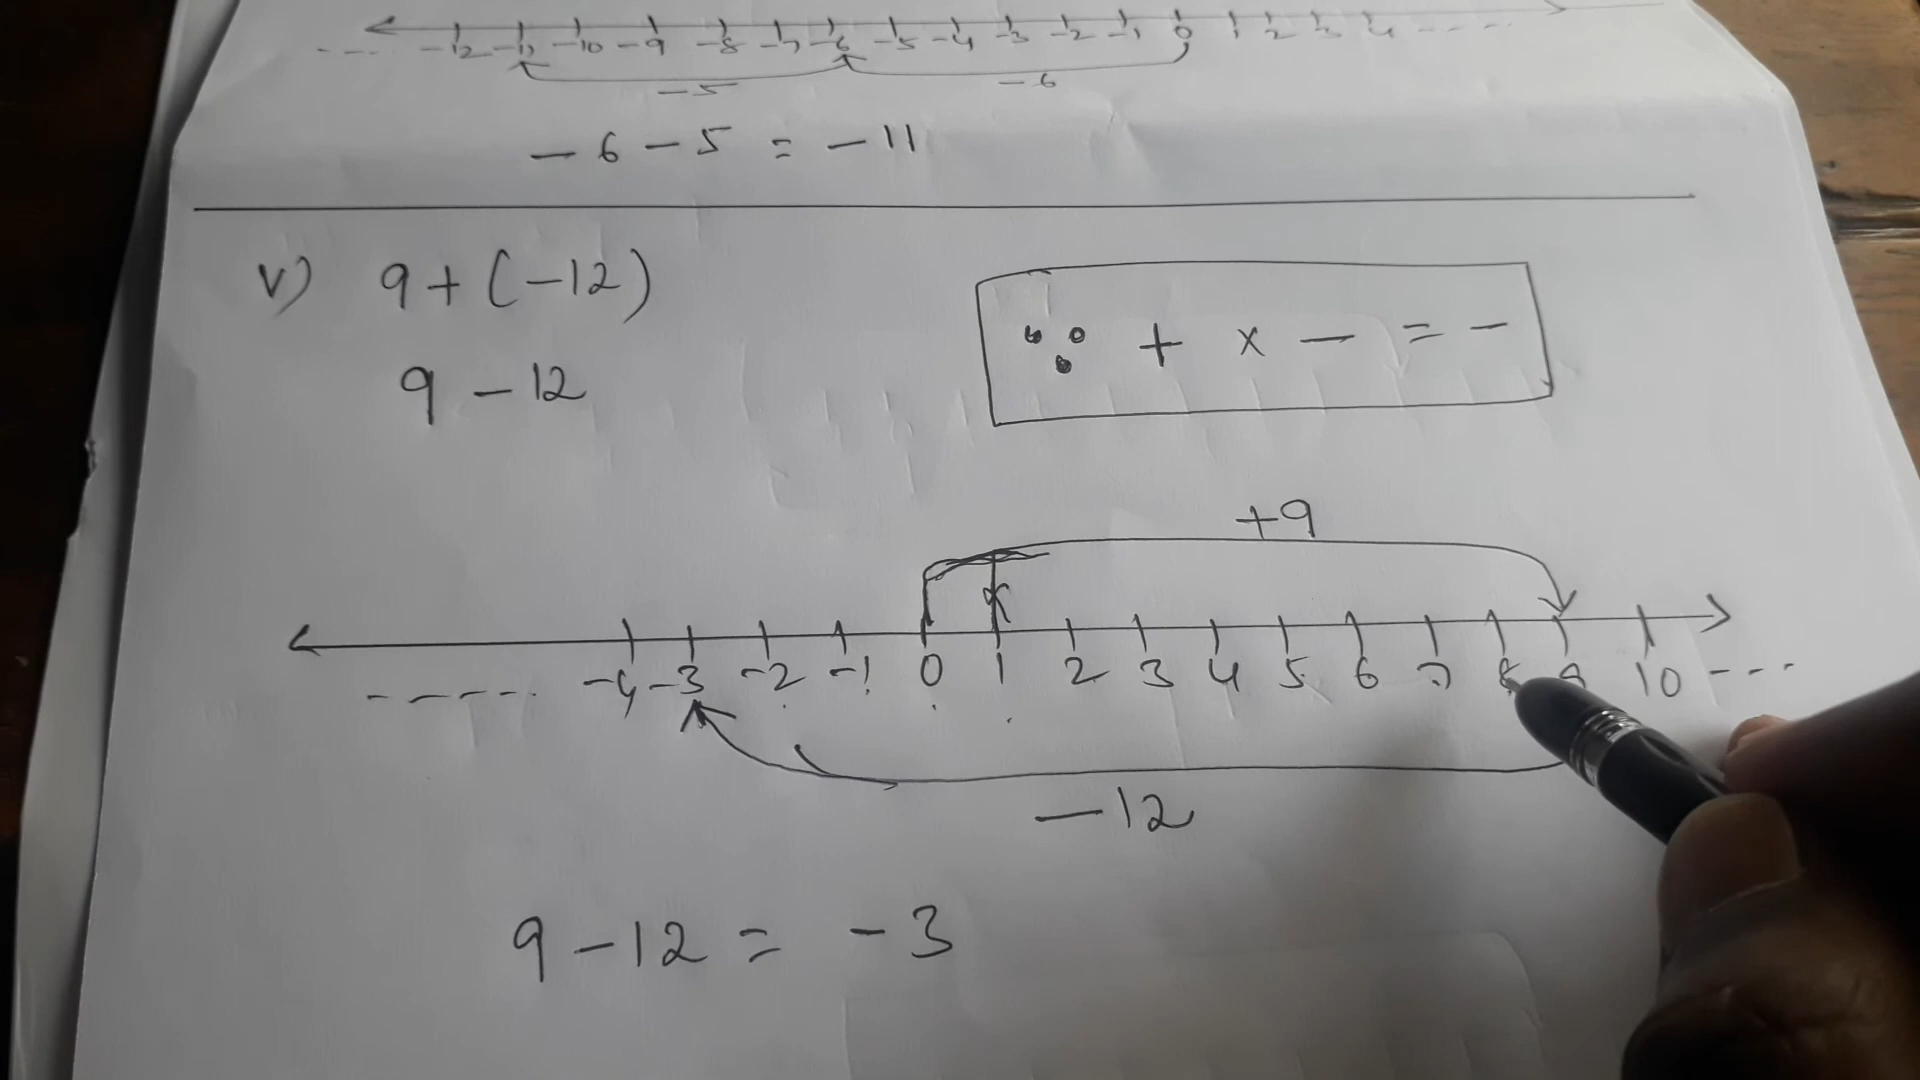 ---- -12 -11 -10 -9 -8 -7 -6 -5 -4 -3 -2 -1 0 1 2 3 4 ----
-5 -6
-6-5 = -11
v) 9+(-12)
9-12
∵ + x - = -
+9
----- -4 -3 -2 -1 0 1 2 3 4 5 6 7 8 9 10 ---
-12
9-12 = -3